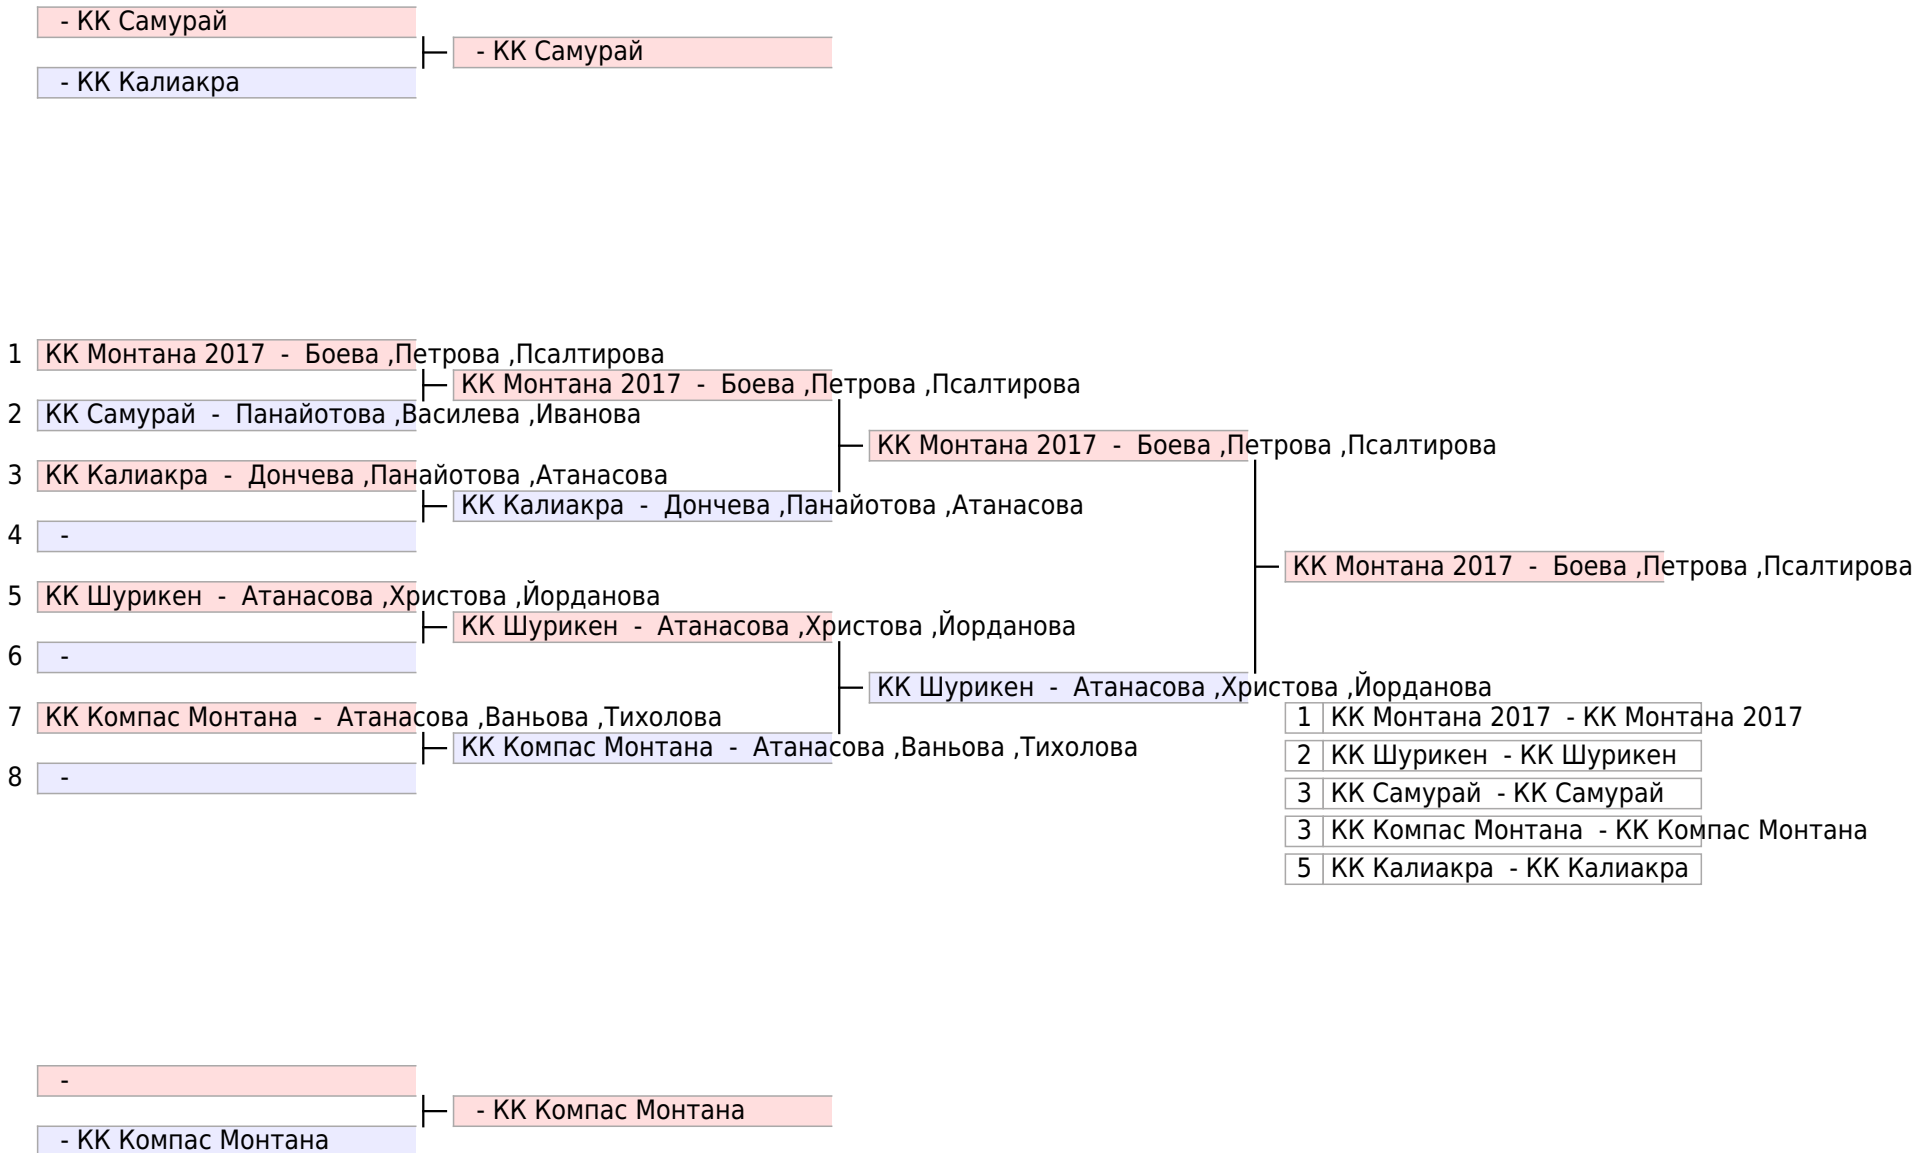 - КК Самурай
- КК Самурай
- КК Калиакра
1 КК Монтана 2017 - Боева ,Петрова ,Псалтирова
КК Монтана 2017 - Боева ,Петрова ,Псалтирова
2 КК Самурай - Панайотова ,Василева ,Иванова
КК Монтана 2017 - Боева ,Петрова ,Псалтирова
3 КК Калиакра - Дончева ,Панайотова ,Атанасова
КК Калиакра - Дончева ,Панайотова ,Атанасова
4 -
КК Монтана 2017 - Боева ,Петрова ,Псалтирова
5 КК Шурикен - Атанасова ,Христова ,Йорданова
КК Шурикен - Атанасова ,Христова ,Йорданова
6 -
КК Шурикен - Атанасова ,Христова ,Йорданова
7 КК Компас Монтана - Атанасова ,Ваньова ,Тихолова
КК Компас Монтана - Атанасова ,Ваньова ,Тихолова
8 -
1 КК Монтана 2017 - КК Монтана 2017
2 КК Шурикен - КК Шурикен
3 КК Самурай - КК Самурай
3 КК Компас Монтана - КК Компас Монтана
5 КК Калиакра - КК Калиакра
-
- КК Компас Монтана
- КК Компас Монтана